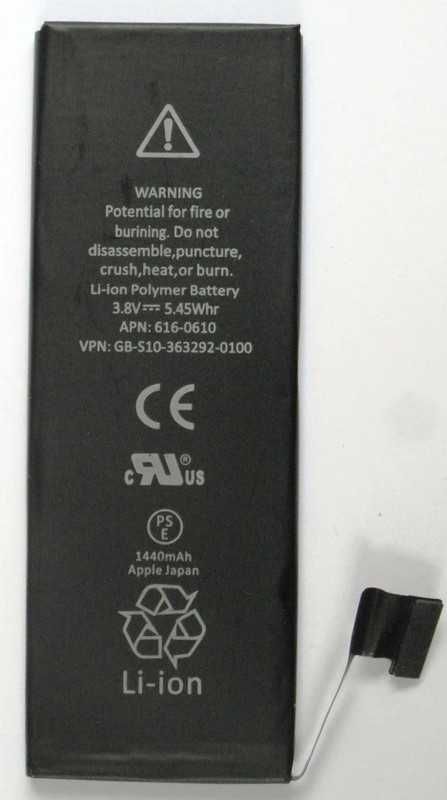 WARNING
Potential for fire or
burining. Do not
disassemble,puncture,
crush,heat,or burn.
Li-ion Polymer Battery
3.8V⎓ 5.45Whr
APN: 616-0610
VPN: GB-S10-363292-0100
CE
c RU® US
PS
E
1440mAh
Apple Japan
Li-ion